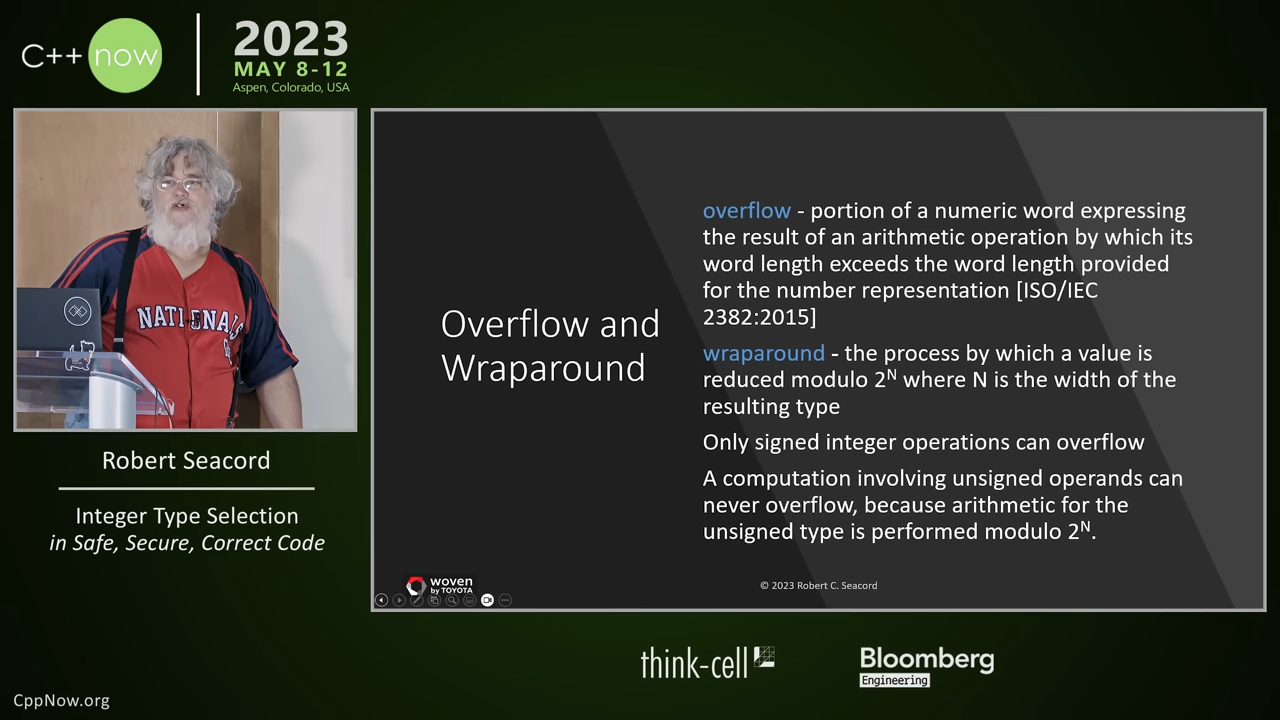 C++ now
2023
MAY 8-12
Aspen, Colorado, USA
NATIONALS
Robert Seacord
Integer Type Selection
in Safe, Secure, Correct Code
Overflow and
Wraparound
overflow - portion of a numeric word expressing
the result of an arithmetic operation by which its
word length exceeds the word length provided
for the number representation [ISO/IEC
2382:2015]
wraparound - the process by which a value is
reduced modulo 2ᴺ where N is the width of the
resulting type
Only signed integer operations can overflow
A computation involving unsigned operands can
never overflow, because arithmetic for the
unsigned type is performed modulo 2ᴺ.
woven
by TOYOTA
© 2023 Robert C. Seacord
think-cell
Bloomberg
Engineering
CppNow.org